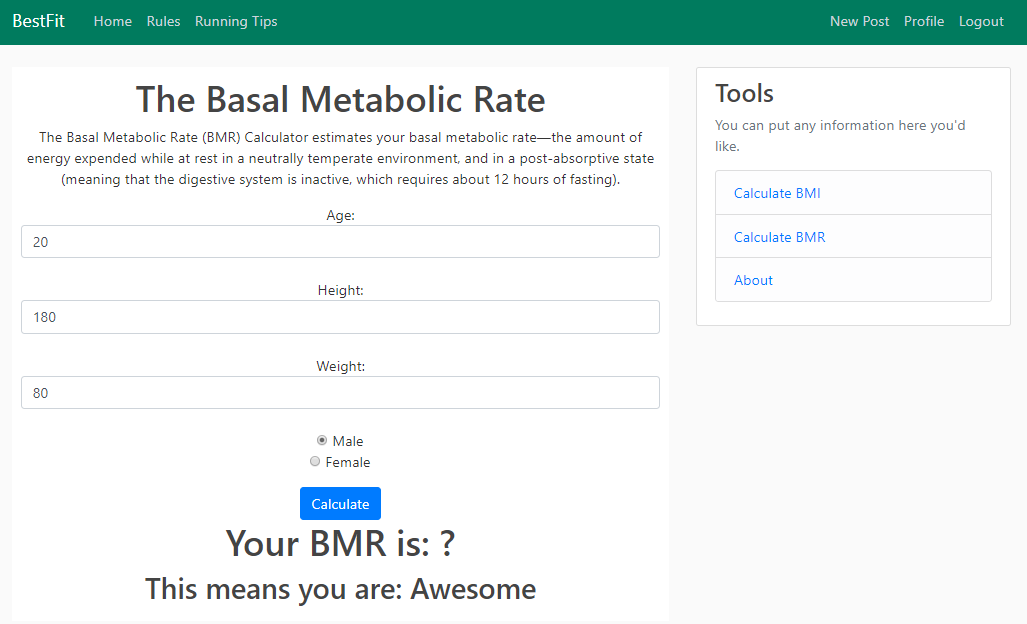 BestFit Home Rules Running Tips New Post Profile Logout
The Basal Metabolic Rate
The Basal Metabolic Rate (BMR) Calculator estimates your basal metabolic rate—the amount of
energy expended while at rest in a neutrally temperate environment, and in a post-absorptive state
(meaning that the digestive system is inactive, which requires about 12 hours of fasting).
Age:
20
Height:
180
Weight:
80
Male
Female
Calculate
Your BMR is: ?
This means you are: Awesome
Tools
You can put any information here you'd
like.
Calculate BMI
Calculate BMR
About